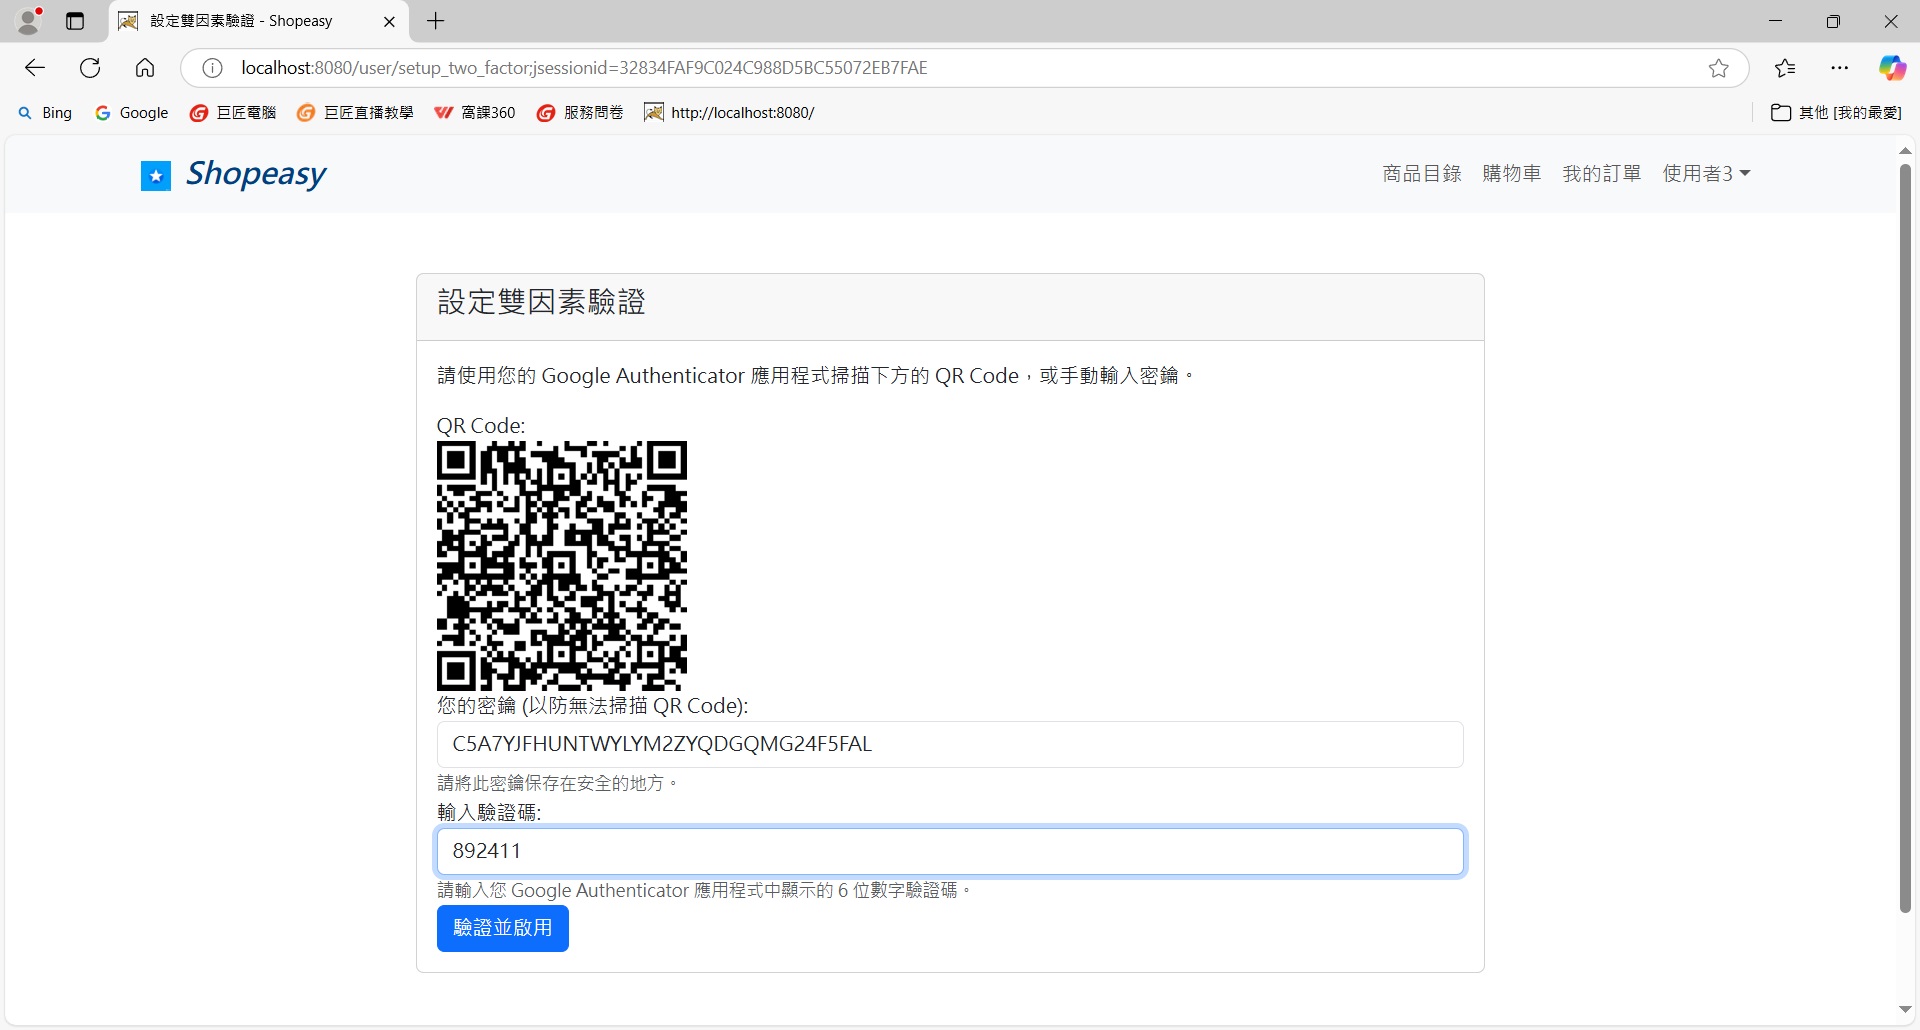 設定雙因素驗證 - Shopeasy
localhost:8080/user/setup_two_factor;jsessionid=32834FAF9C024C988D5BC55072EB7FAE
Bing Google 巨匠電腦 巨匠直播教學 窩課360 服務問卷 http://localhost:8080/ 其他 [我的最愛]
Shopeasy 商品目錄 購物車 我的訂單 使用者3
設定雙因素驗證
請使用您的 Google Authenticator 應用程式掃描下方的 QR Code，或手動輸入密鑰。
QR Code:
您的密鑰 (以防無法掃描 QR Code):
C5A7YJFHUNTWYLYM2ZYQDGQMG24F5FAL
請將此密鑰保存在安全的地方。
輸入驗證碼:
892411
請輸入您 Google Authenticator 應用程式中顯示的 6 位數字驗證碼。
驗證並啟用